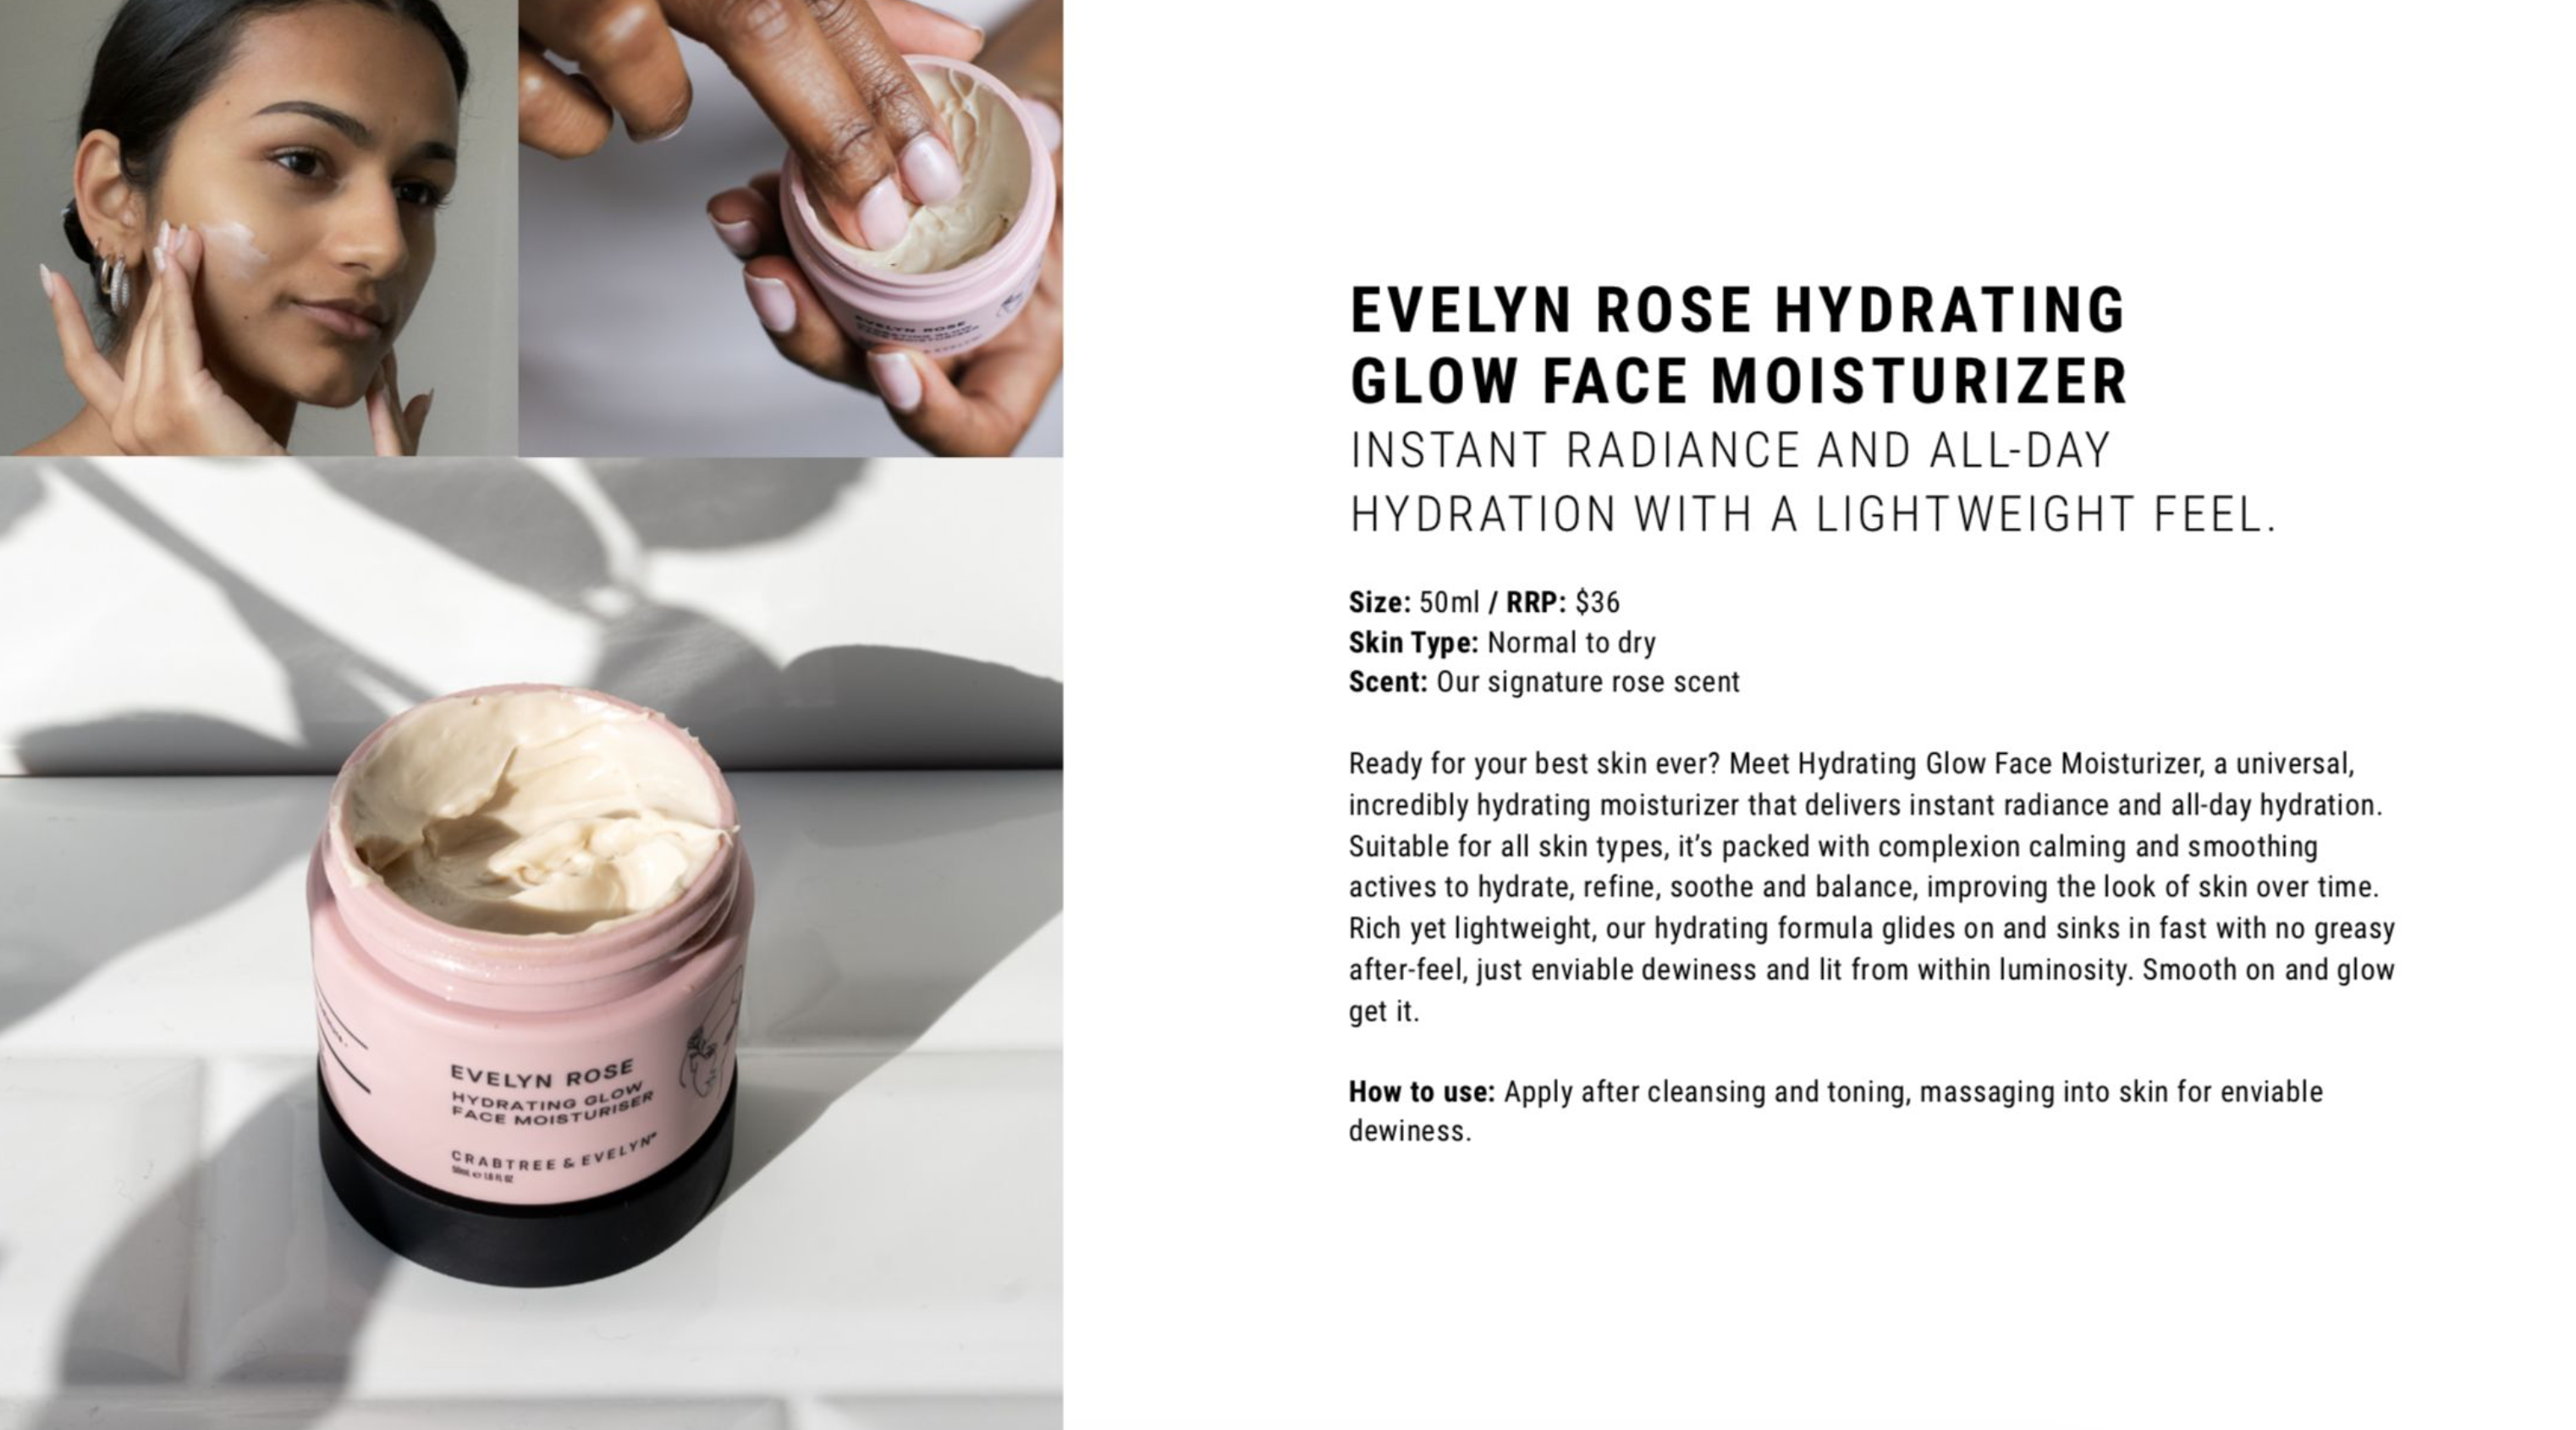 EVELYN ROSE HYDRATING
GLOW FACE MOISTURIZER
INSTANT RADIANCE AND ALL-DAY
HYDRATION WITH A LIGHTWEIGHT FEEL.
Size: 50ml / RRP: $36
Skin Type: Normal to dry
Scent: Our signature rose scent
Ready for your best skin ever? Meet Hydrating Glow Face Moisturizer, a universal,
incredibly hydrating moisturizer that delivers instant radiance and all-day hydration.
Suitable for all skin types, it’s packed with complexion calming and smoothing
actives to hydrate, refine, soothe and balance, improving the look of skin over time.
Rich yet lightweight, our hydrating formula glides on and sinks in fast with no greasy
after-feel, just enviable dewiness and lit from within luminosity. Smooth on and glow
get it.
How to use: Apply after cleansing and toning, massaging into skin for enviable
dewiness.
EVELYN ROSE
EVELYN ROSE
HYDRATING GLOW
FACE MOISTURISER
CRABTREE & EVELYN®